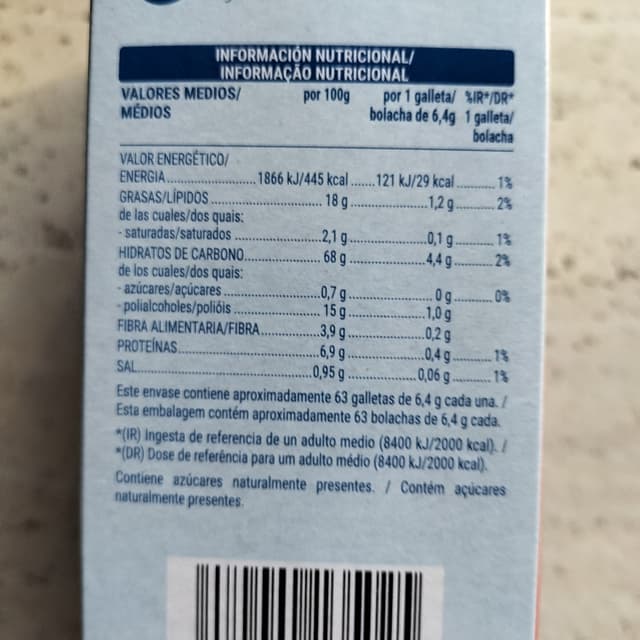 INFORMACIÓN NUTRICIONAL/
INFORMAÇÃO NUTRICIONAL
VALORES MEDIOS/ por 100g por 1 galleta/ %IR*/DR*
MÉDIOS bolacha de 6,4g 1 galleta/
bolacha
VALOR ENERGÉTICO/
ENERGIA 1866 kJ/445 kcal 121 kJ/29 kcal 1%
GRASAS/LÍPIDOS 18 g 1,2 g 2%
de las cuales/dos quais:
- saturadas/saturados 2,1 g 0,1 g 1%
HIDRATOS DE CARBONO 68 g 4,4 g 2%
de los cuales/dos quais:
- azúcares/açúcares 0,7 g 0 g 0%
- polialcoholes/polióis 15 g 1,0 g
FIBRA ALIMENTARIA/FIBRA 3,9 g 0,2 g
PROTEÍNAS 6,9 g 0,4 g 1%
SAL 0,95 g 0,06 g 1%
Este envase contiene aproximadamente 63 galletas de 6,4 g cada una. /
Esta embalagem contém aproximadamente 63 bolachas de 6,4 g cada.
*(IR) Ingesta de referencia de un adulto medio (8400 kJ/2000 kcal). /
*(DR) Dose de referência para um adulto médio (8400 kJ/2000 kcal).
Contiene azúcares naturalmente presentes. / Contém açúcares
naturalmente presentes.